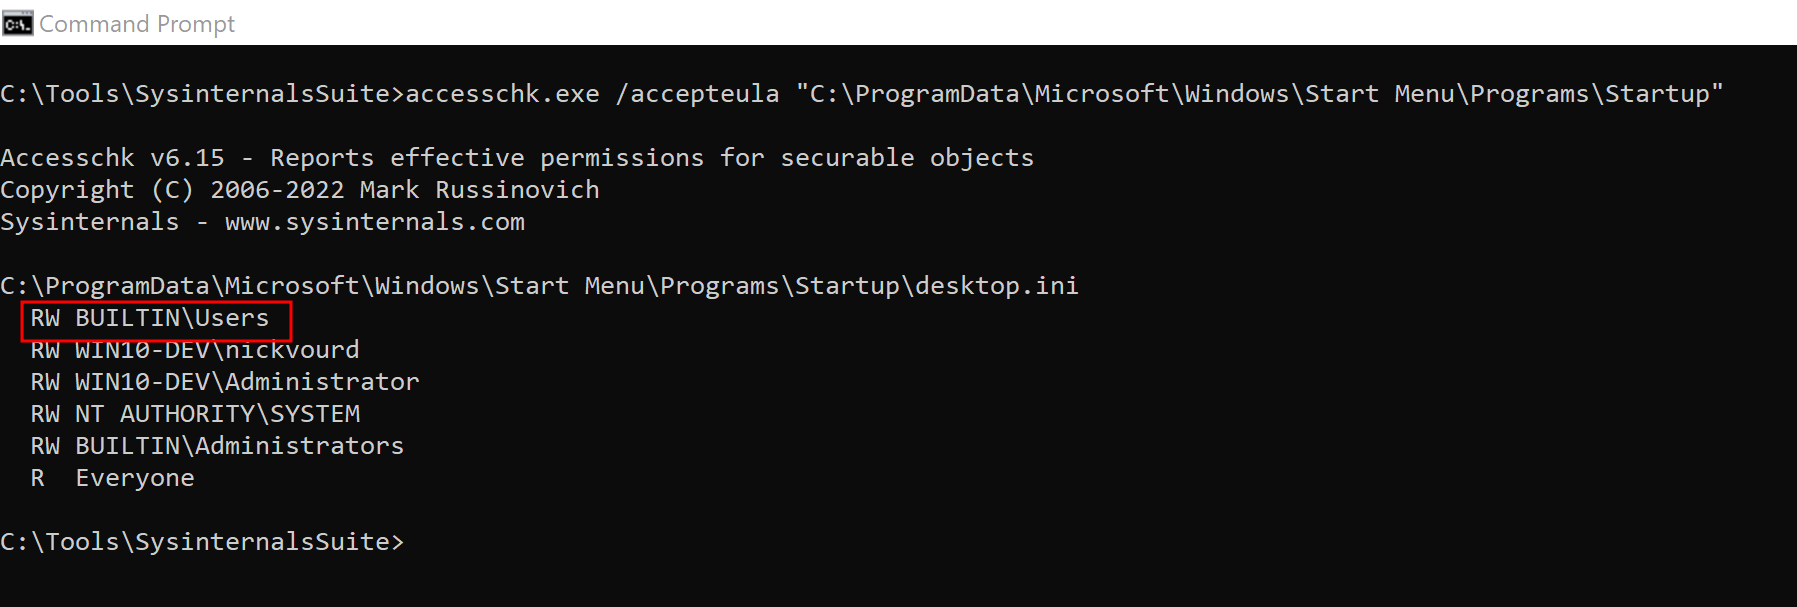 Command Prompt
C:\Tools\SysinternalsSuite>accesschk.exe /accepteula "C:\ProgramData\Microsoft\Windows\Start Menu\Programs\Startup"
Accesschk v6.15 - Reports effective permissions for securable objects
Copyright (C) 2006-2022 Mark Russinovich
Sysinternals - www.sysinternals.com
C:\ProgramData\Microsoft\Windows\Start Menu\Programs\Startup\desktop.ini
RW BUILTIN\Users
RW WIN10-DEV\nickvourd
RW WIN10-DEV\Administrator
RW NT AUTHORITY\SYSTEM
RW BUILTIN\Administrators
R  Everyone
C:\Tools\SysinternalsSuite>